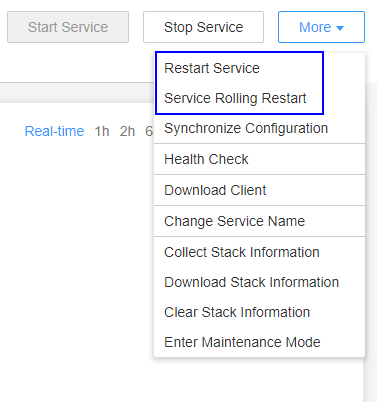 Start Service Stop Service More
Restart Service
Service Rolling Restart
Real-time 1h 2h 6
Synchronize Configuration
Health Check
Download Client
Change Service Name
Collect Stack Information
Download Stack Information
Clear Stack Information
Enter Maintenance Mode